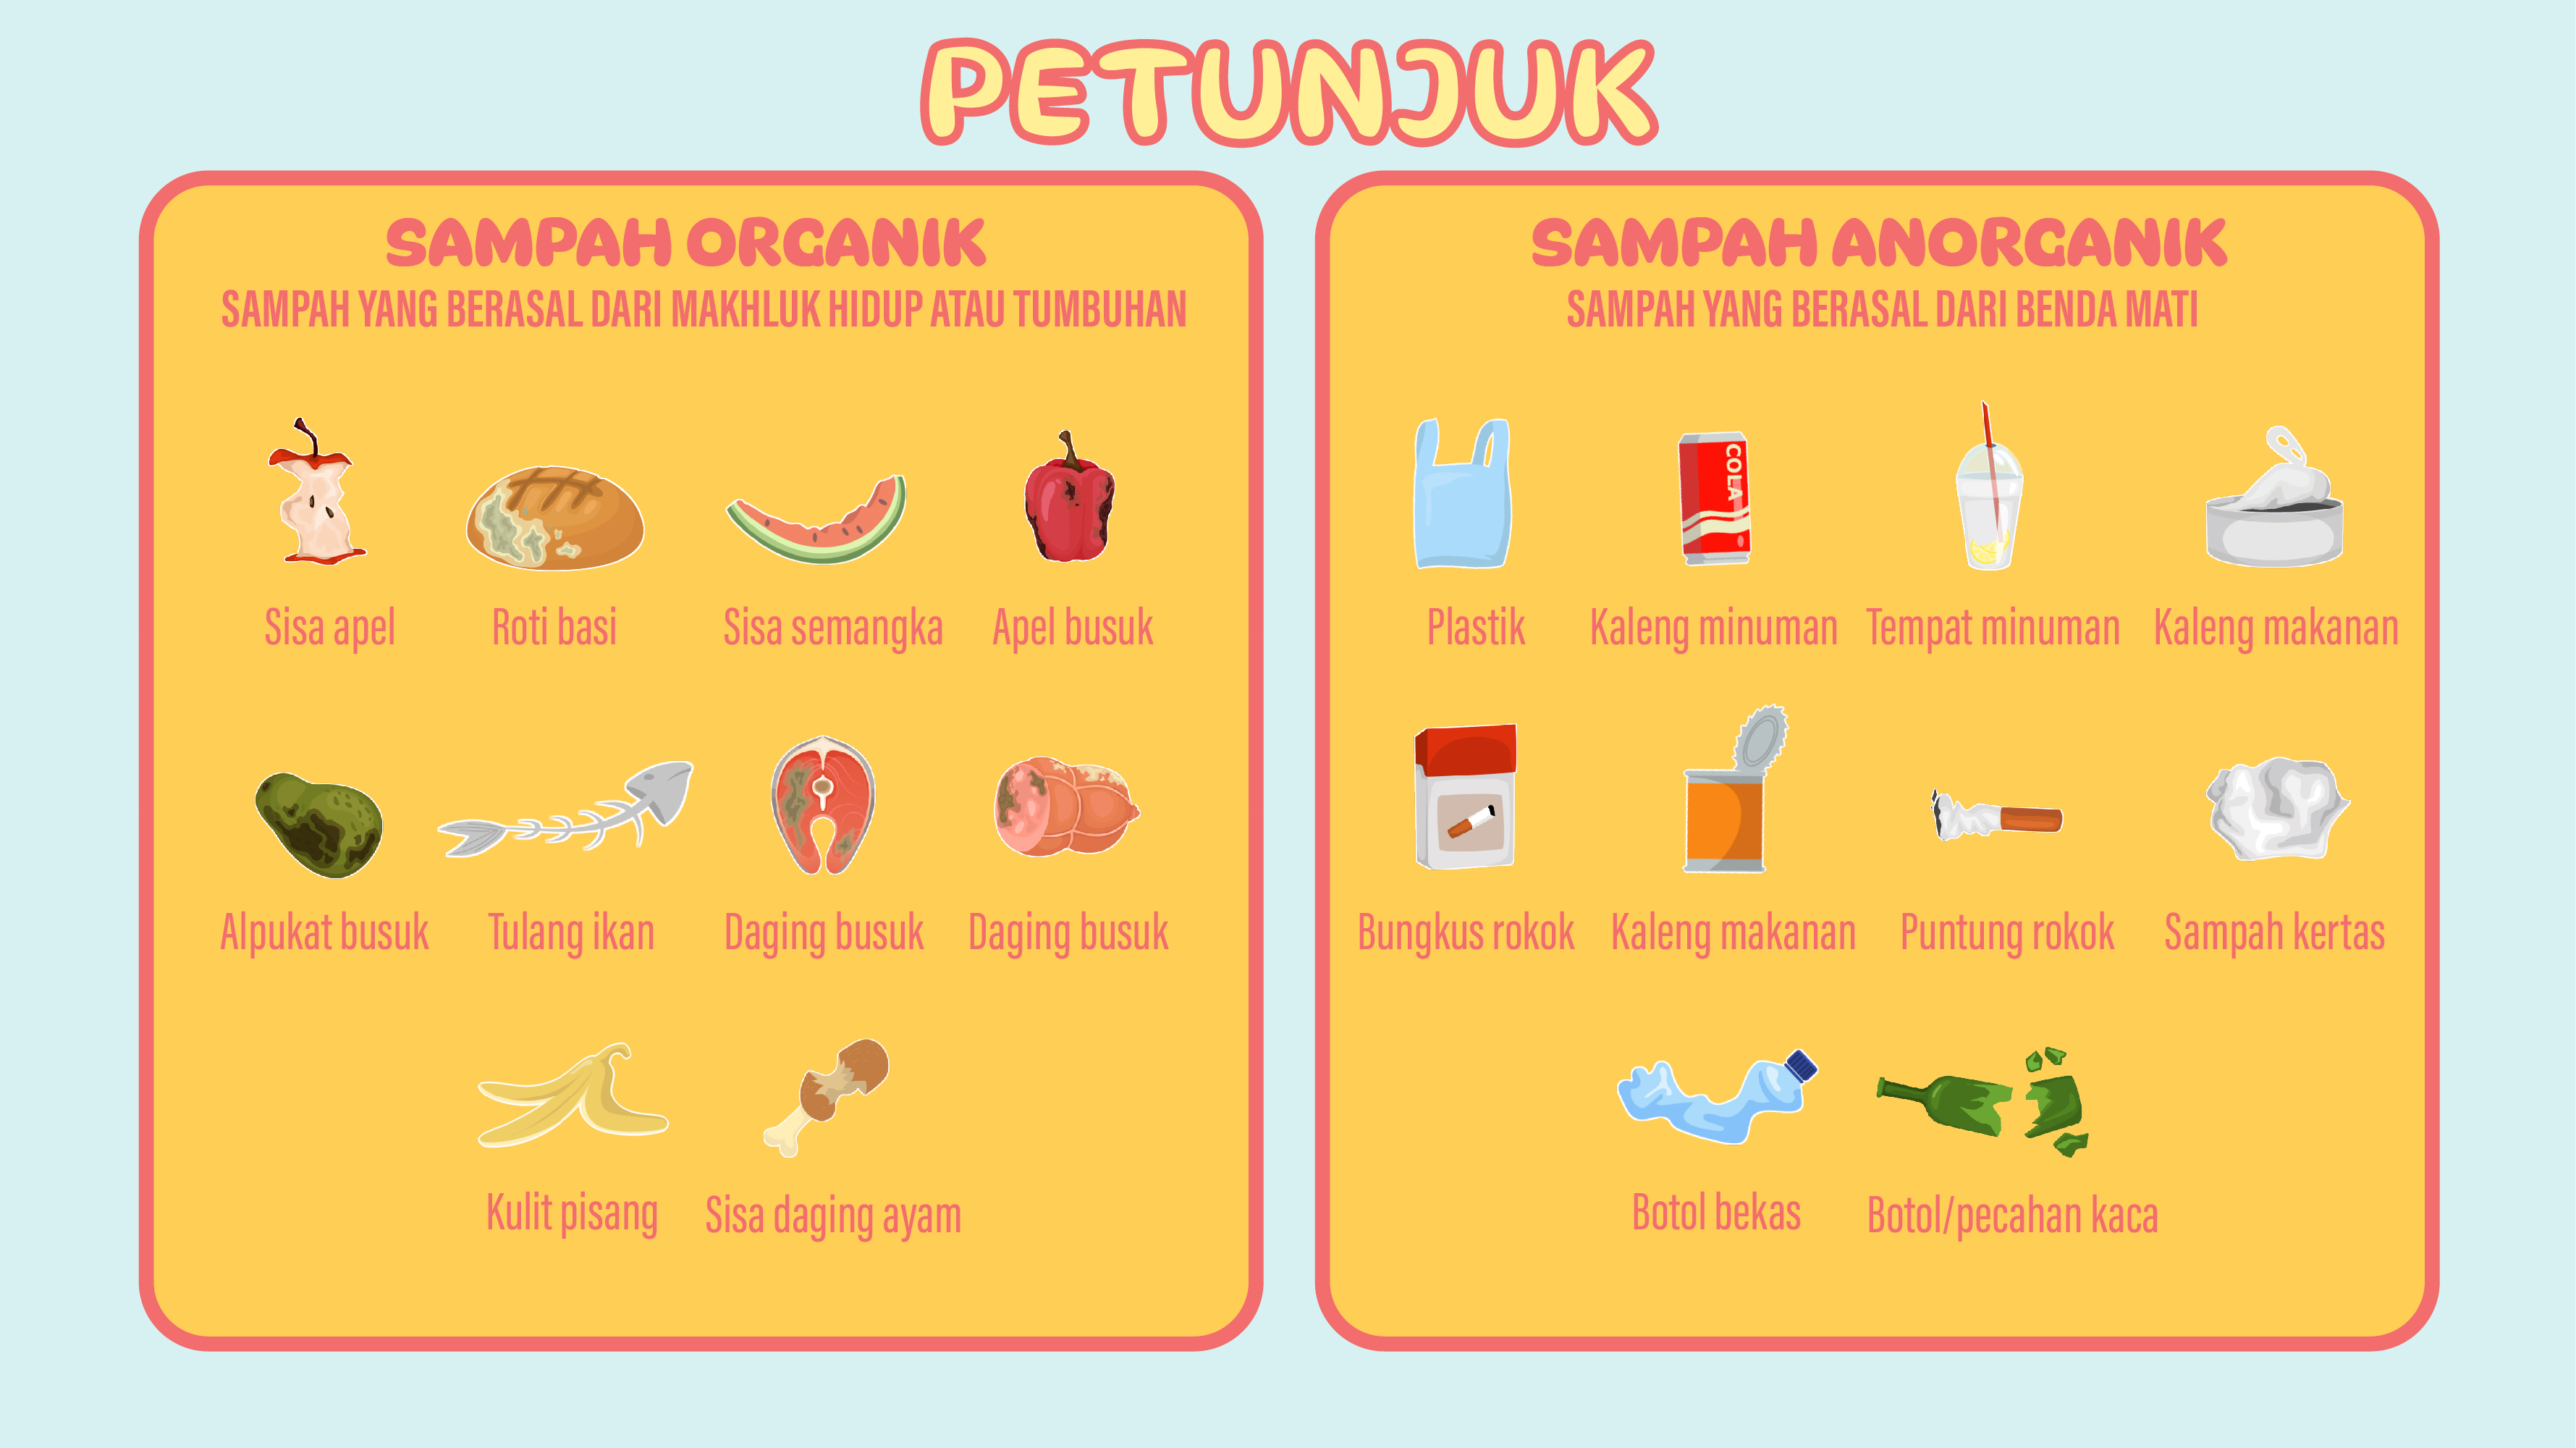 PETUNJUK
SAMPAH ORGANIK
SAMPAH YANG BERASAL DARI MAKHLUK HIDUP ATAU TUMBUHAN
Sisa apel
Roti basi
Sisa semangka
Apel busuk
Alpukat busuk
Tulang ikan
Daging busuk
Daging busuk
Kulit pisang
Sisa daging ayam
SAMPAH ANORGANIK
SAMPAH YANG BERASAL DARI BENDA MATI
COLA
Plastik
Kaleng minuman
Tempat minuman
Kaleng makanan
Bungkus rokok
Kaleng makanan
Puntung rokok
Sampah kertas
Botol bekas
Botol/pecahan kaca